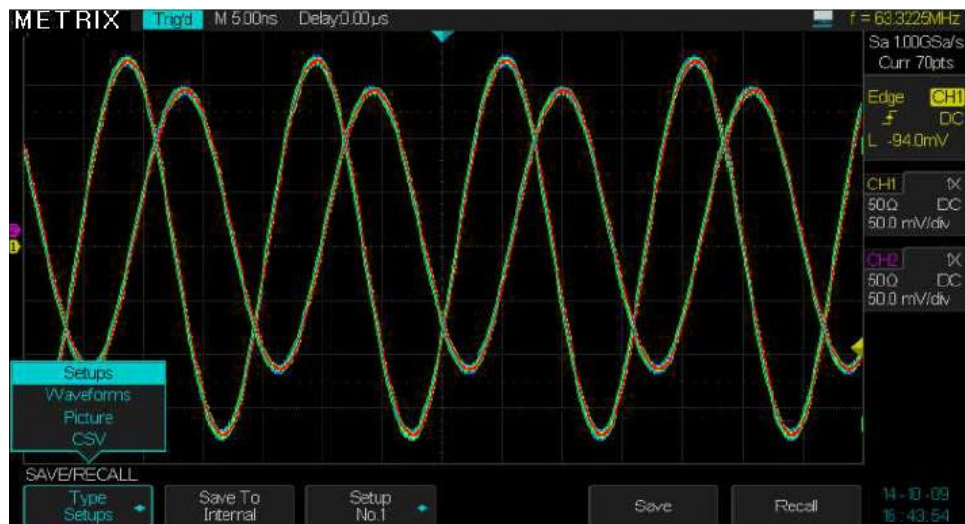 METRIX Trig'd M 5.00ns Delay:0.00µs f = 63.3225MHz
Sa 1.00GSa/s
Curr 70pts
Edge CH1
DC
L -94.0mV
CH1 1X
50Ω DC
50.0 mV/div
CH2 1X
50Ω DC
50.0 mV/div
2
1
Setups
Waveforms
Picture
CSV
SAVE/RECALL
Type
Setups
Save To
Internal
Setup
No.1
Save
Recall
14-10-09
16:43:54